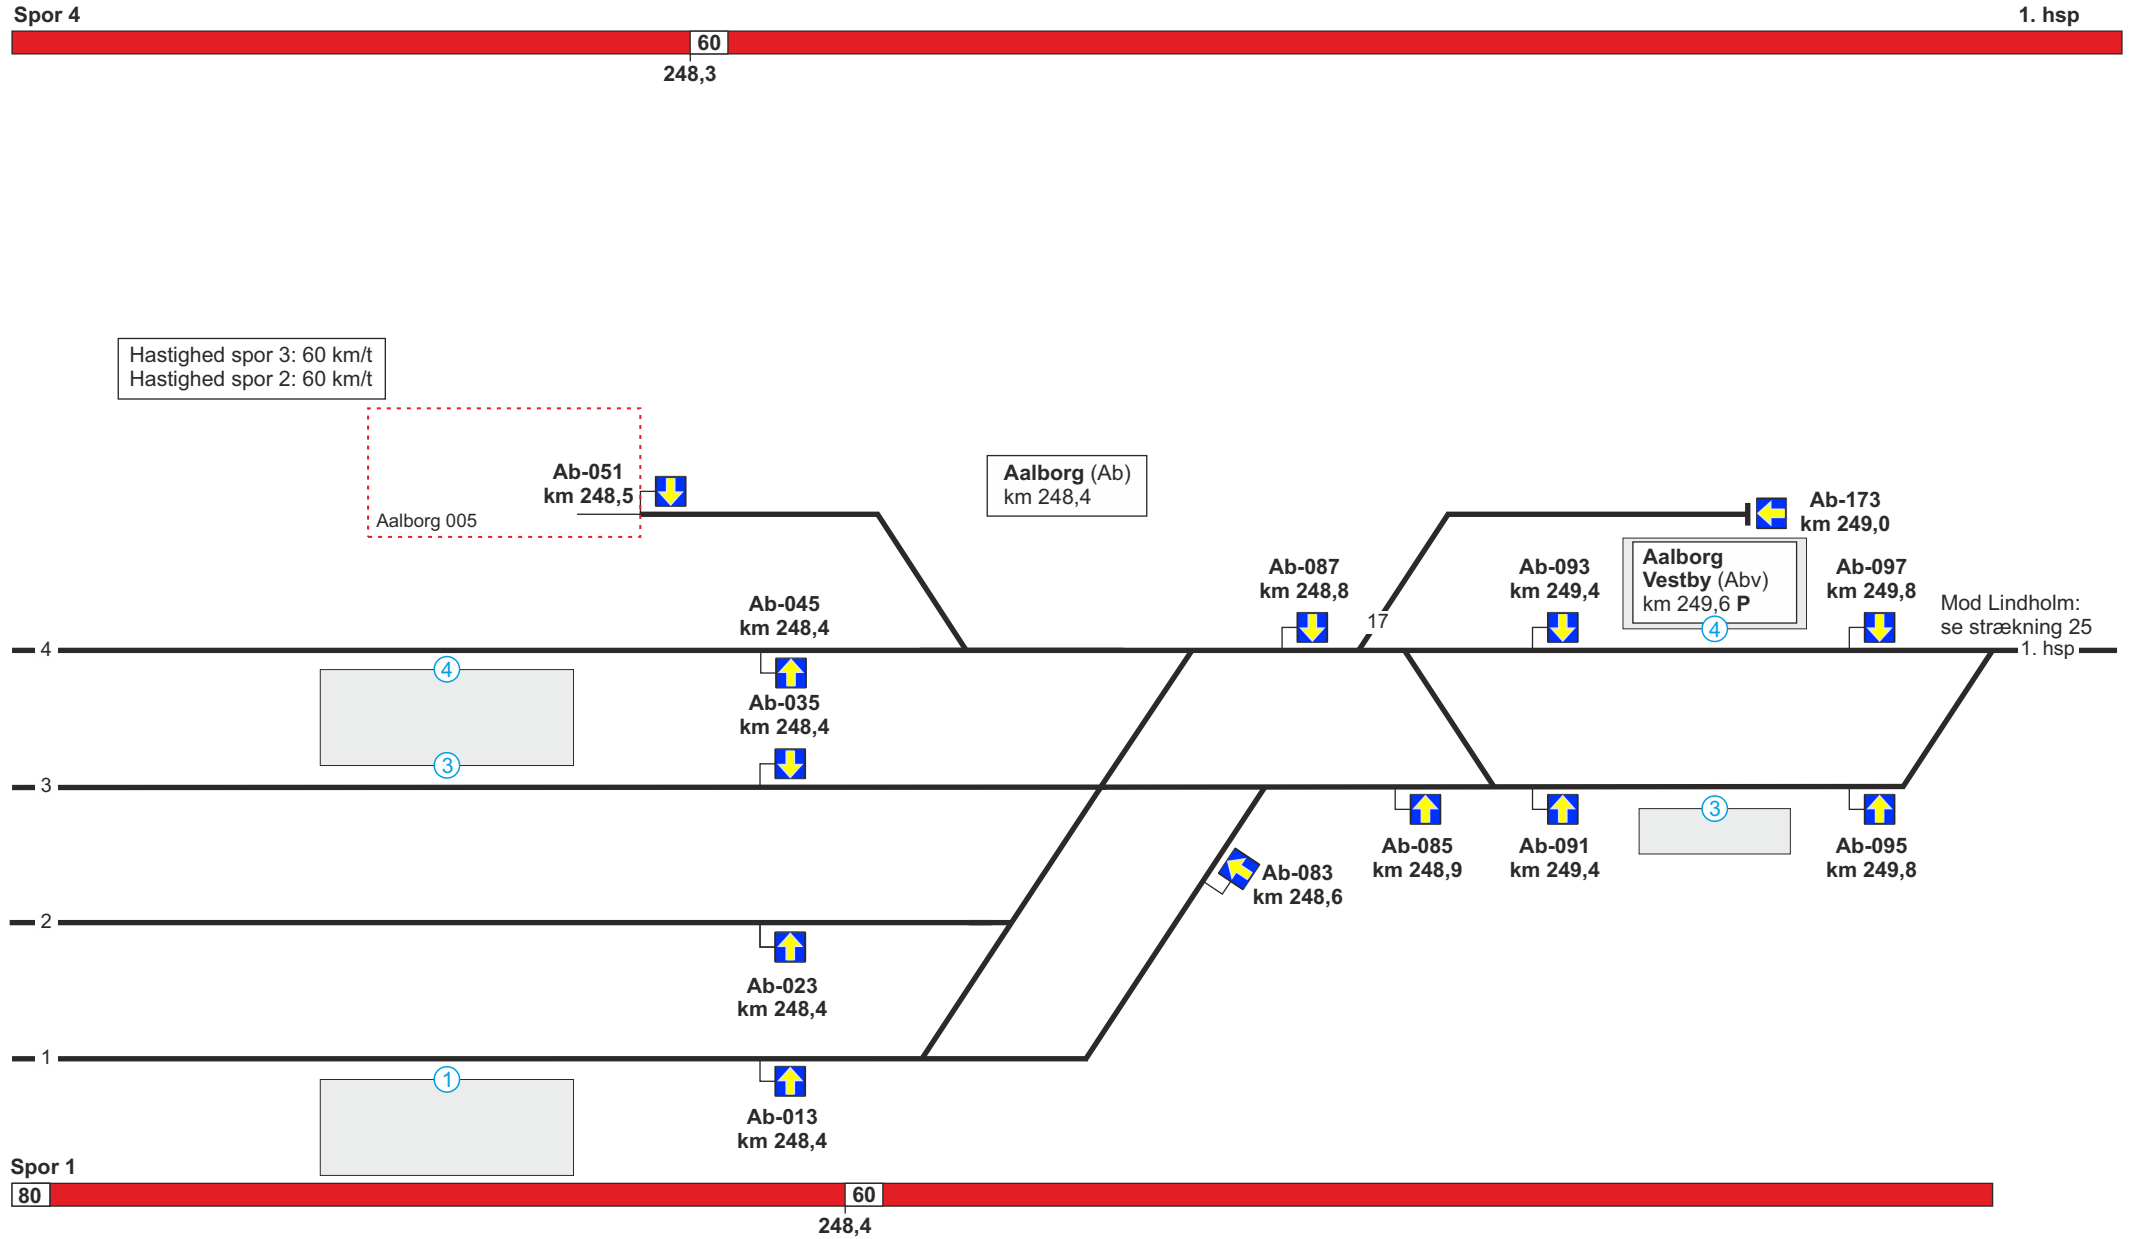 Spor 4
1. hsp
60
248,3
Hastighed spor 3: 60 km/t
Hastighed spor 2: 60 km/t
Ab-051
km 248,5
Aalborg 005
Aalborg (Ab)
km 248,4
Ab-173
km 249,0
Ab-045
km 248,4
Ab-087
km 248,8
17
Ab-093
km 249,4
Aalborg
Vestby (Abv)
km 249,6 P
4
Ab-097
km 249,8
Mod Lindholm:
se strækning 25
1. hsp
4
4
Ab-035
km 248,4
3
3
3
Ab-085
km 248,9
Ab-091
km 249,4
Ab-095
km 249,8
Ab-083
km 248,6
2
Ab-023
km 248,4
1
1
Ab-013
km 248,4
Spor 1
80
60
248,4